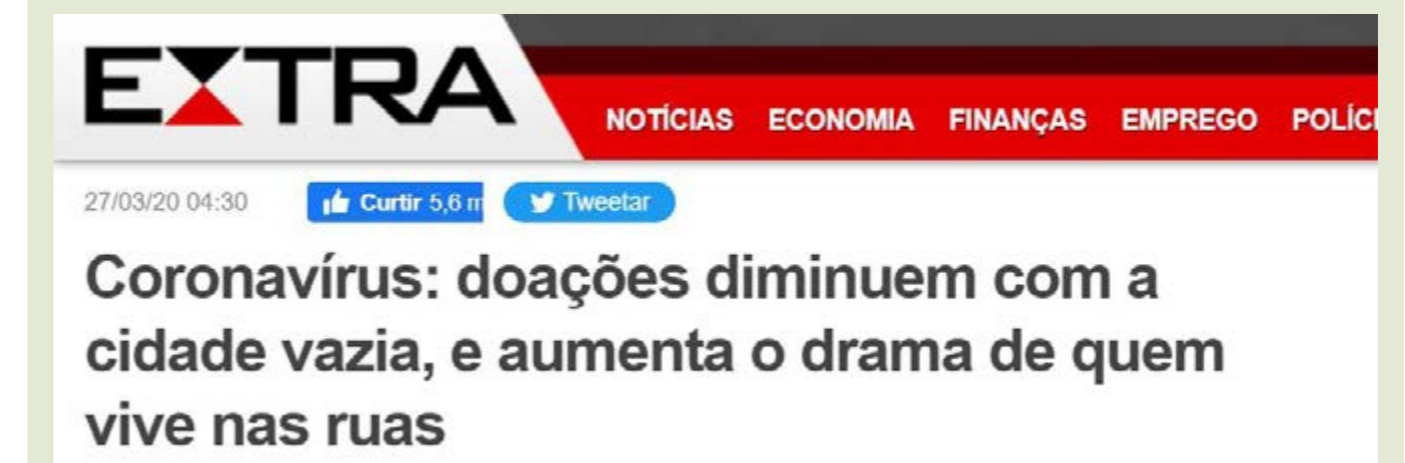 EXTRA
NOTÍCIAS ECONOMIA FINANÇAS EMPREGO
27/03/20 04:30 Curtir 5,6 Tweetar
Coronavírus: doações diminuem com a
cidade vazia, e aumenta o drama de quem
vive nas ruas